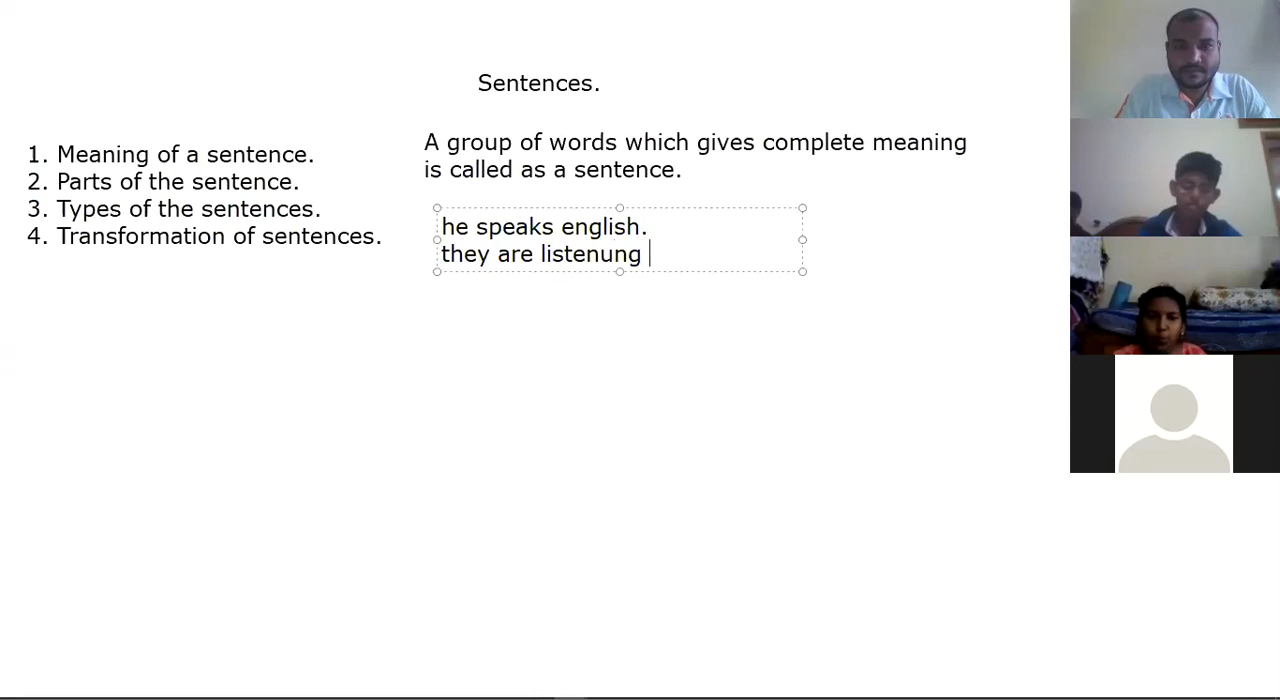 Sentences.
1. Meaning of a sentence.
2. Parts of the sentence.
3. Types of the sentences.
4. Transformation of sentences.
A group of words which gives complete meaning
is called as a sentence.
he speaks english.
they are listenung